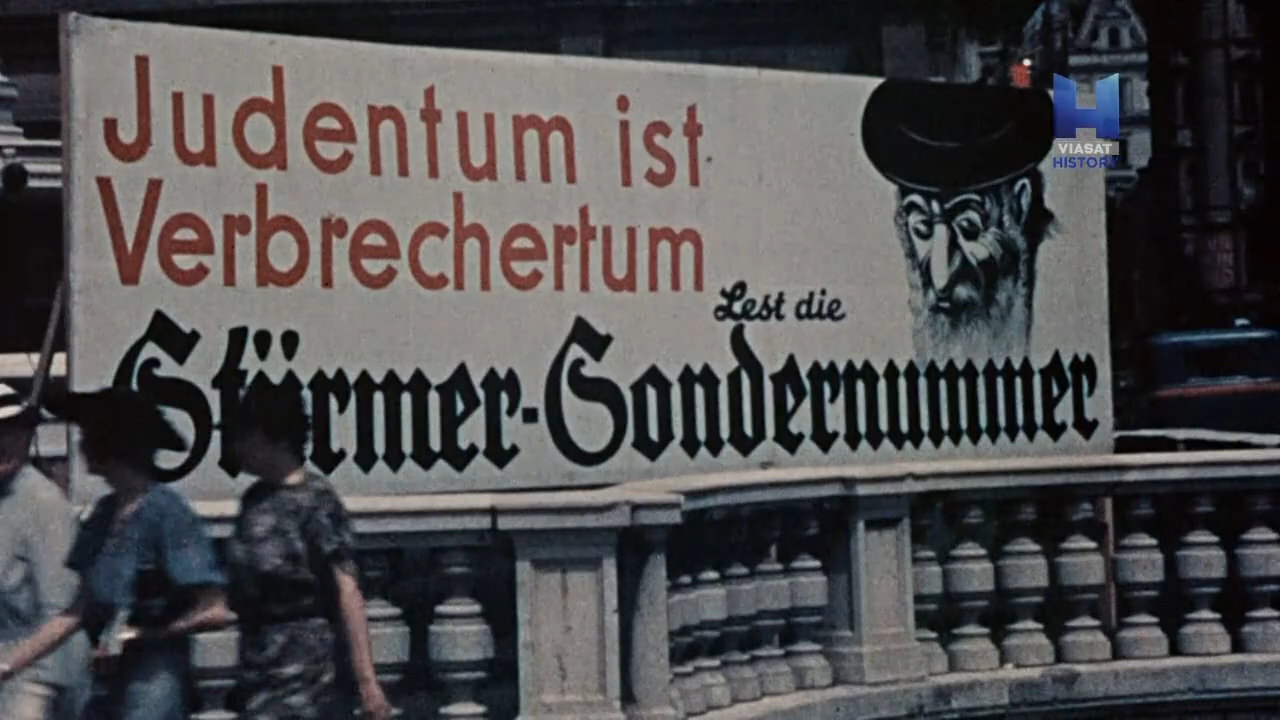 Judentum ist
Verbrechertum
Lest die
Stürmer-Sondernummer
VIASAT
HISTORY